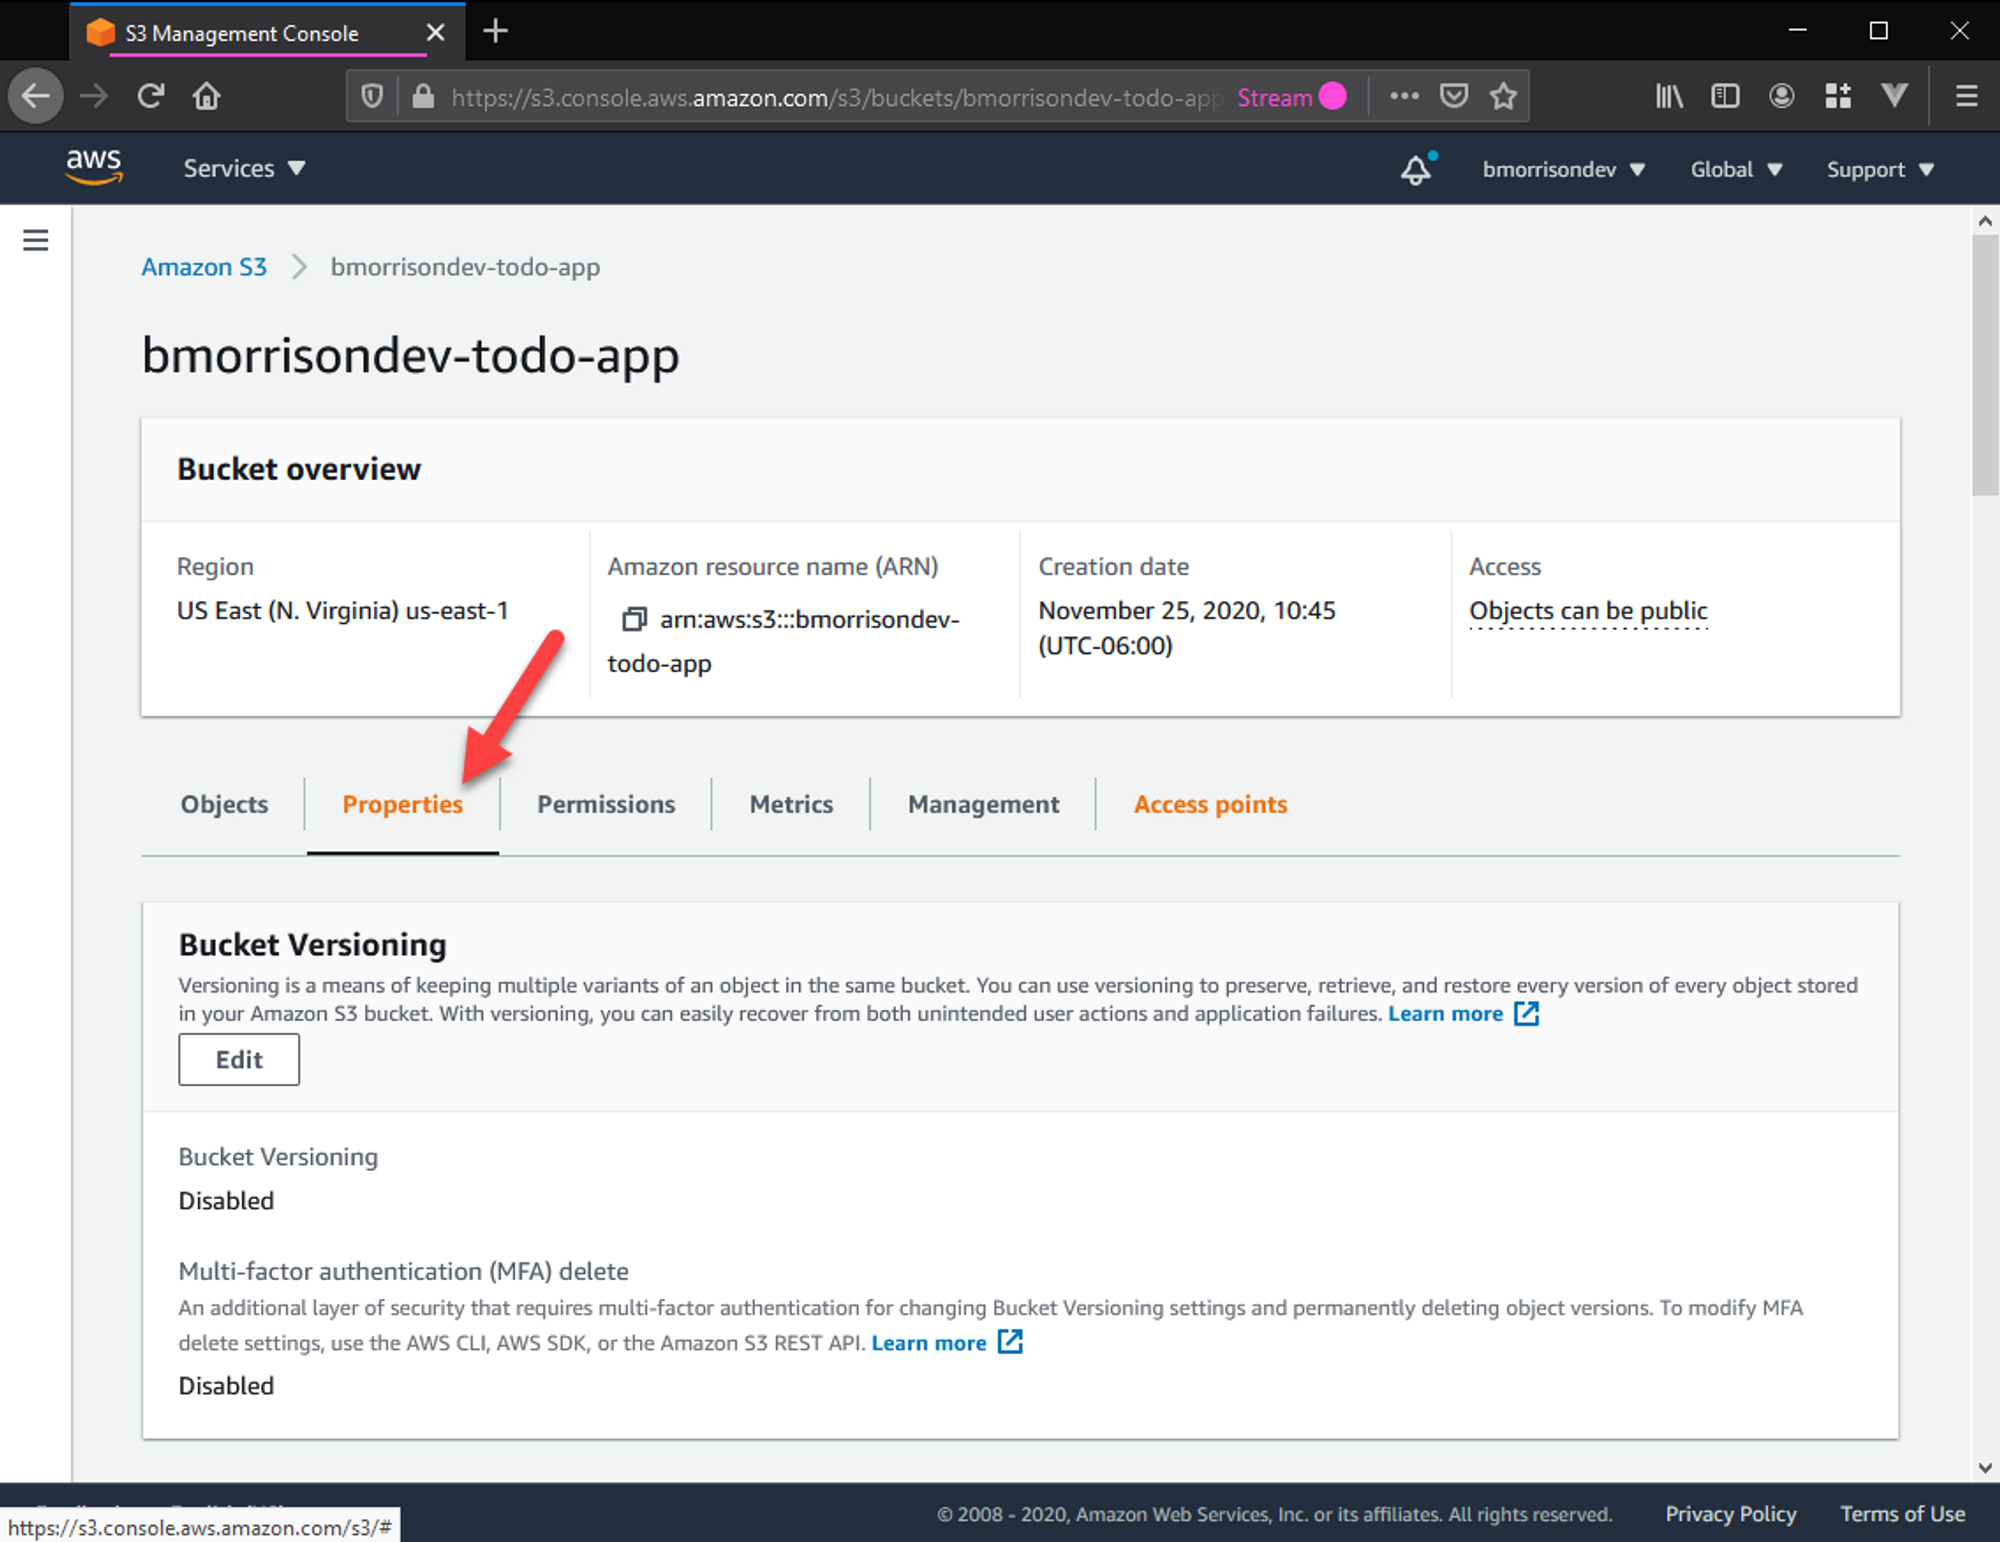 S3 Management Console
https://s3.console.aws.amazon.com/s3/buckets/bmorrisondev-todo-app Stream
aws Services bmorrisondev Global Support
Amazon S3 bmorrisondev-todo-app
bmorrisondev-todo-app
Bucket overview
Region
US East (N. Virginia) us-east-1
Amazon resource name (ARN)
arn:aws:s3:::bmorrisondev-
todo-app
Creation date
November 25, 2020, 10:45
(UTC-06:00)
Access
Objects can be public
Objects Properties Permissions Metrics Management Access points
Bucket Versioning
Versioning is a means of keeping multiple variants of an object in the same bucket. You can use versioning to preserve, retrieve, and restore every version of every object stored
in your Amazon S3 bucket. With versioning, you can easily recover from both unintended user actions and application failures. Learn more
Edit
Bucket Versioning
Disabled
Multi-factor authentication (MFA) delete
An additional layer of security that requires multi-factor authentication for changing Bucket Versioning settings and permanently deleting object versions. To modify MFA
delete settings, use the AWS CLI, AWS SDK, or the Amazon S3 REST API. Learn more
Disabled
© 2008 - 2020, Amazon Web Services, Inc. or its affiliates. All rights reserved. Privacy Policy Terms of Use
https://s3.console.aws.amazon.com/s3/#